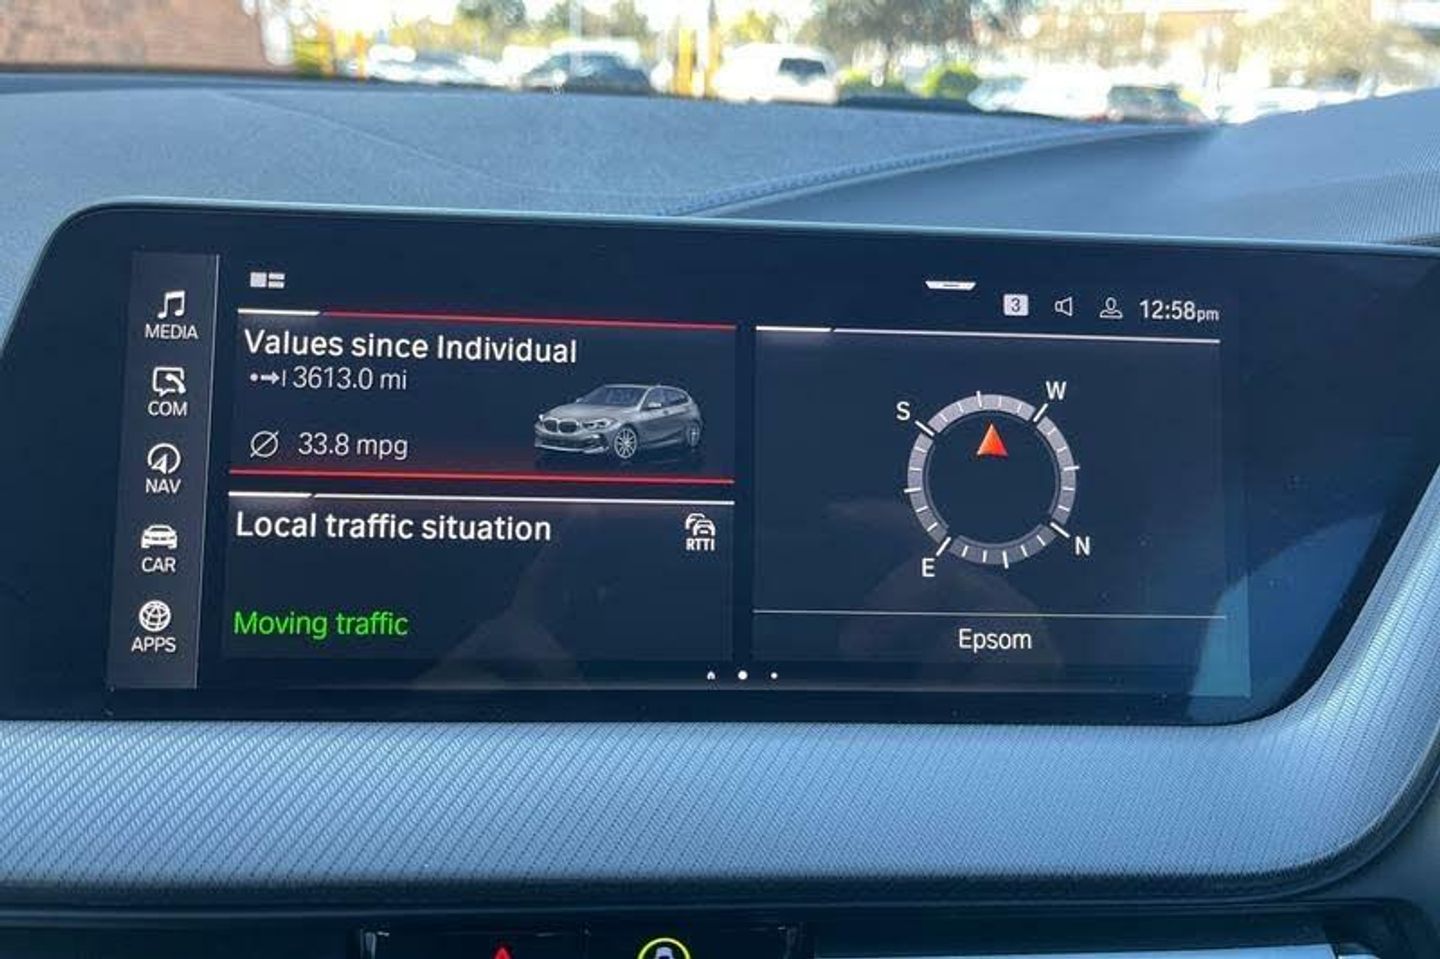 MEDIA
COM
NAV
CAR
APPS
3
12:58pm
Values since Individual
3613.0 mi
33.8 mpg
Local traffic situation
RTTI
Moving traffic
S
W
E
N
Epsom